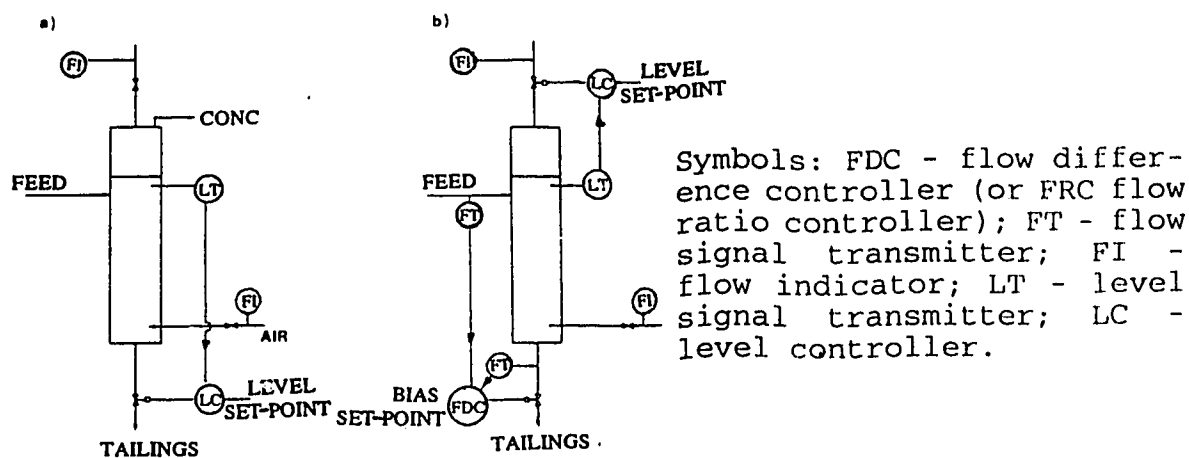 a)
FI
CONC
FEED
LT
FI
AIR
LEVEL
LC
SET-POINT
TAILINGS
b)
FI
LEVEL
LC
SET-POINT
FEED
LT
FT
FI
FT
BIAS
SET-POINT
FDC
TAILINGS
Symbols: FDC - flow differ-
ence controller (or FRC flow
ratio controller); FT - flow
signal transmitter; FI -
flow indicator; LT - level
signal transmitter; LC -
level controller.